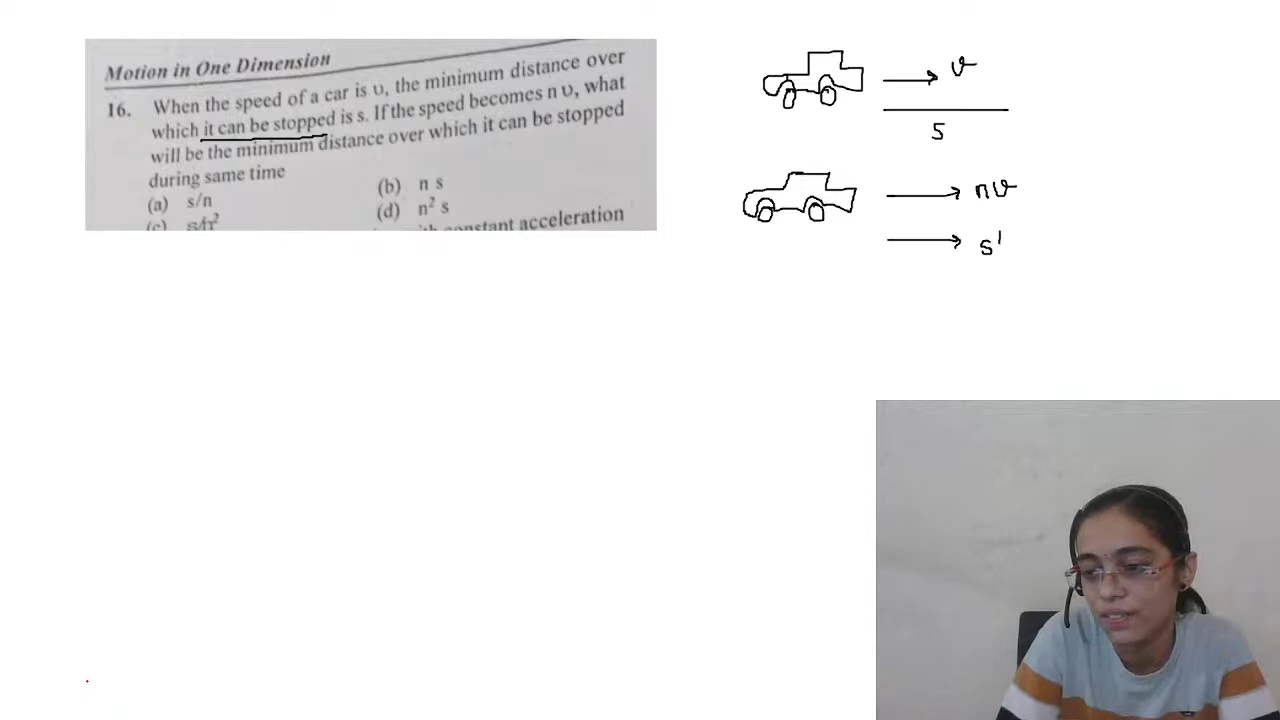 Motion in One Dimension
16. When the speed of a car is υ, the minimum distance over
which it can be stopped is s. If the speed becomes n υ, what
will be the minimum distance over which it can be stopped
during same time
(a) s/n
(b) n s
(c) s/n²
(d) n² s
with constant acceleration
v
s
nv
s'